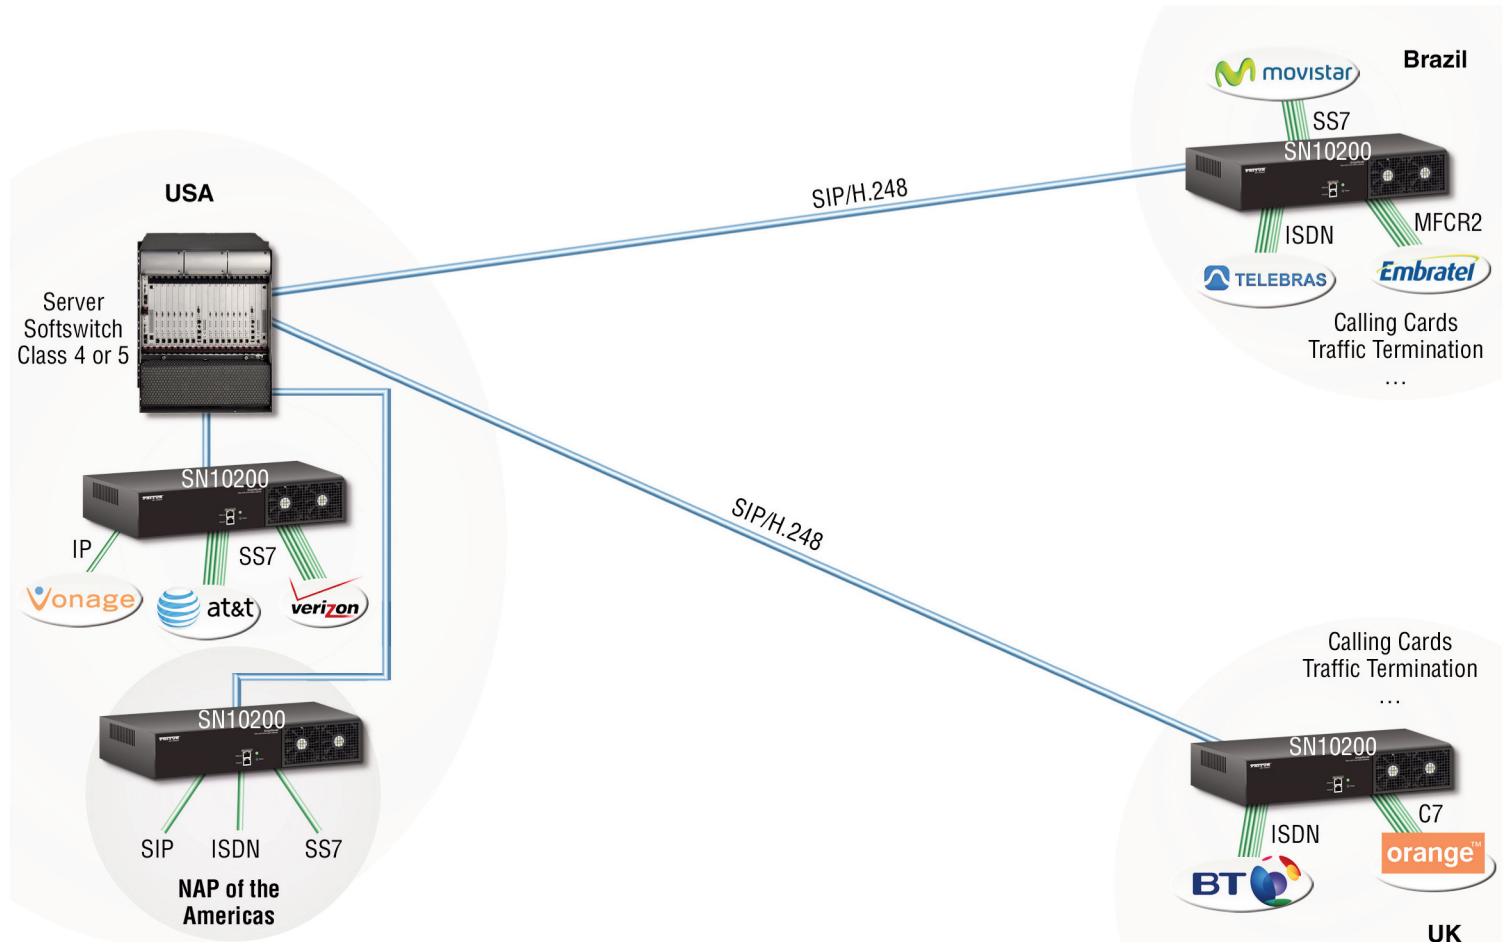 USA
Server
Softswitch
Class 4 or 5
SN10200
IP
SS7
Vonage
at&t
verizon
SN10200
SIP
ISDN
SS7
NAP of the
Americas
SIP/H.248
SIP/H.248
Brazil
movistar
SS7
SN10200
ISDN
MFCR2
TELEBRAS
Embratel
Calling Cards
Traffic Termination
...
Calling Cards
Traffic Termination
...
SN10200
ISDN
C7
BT
orange™
UK